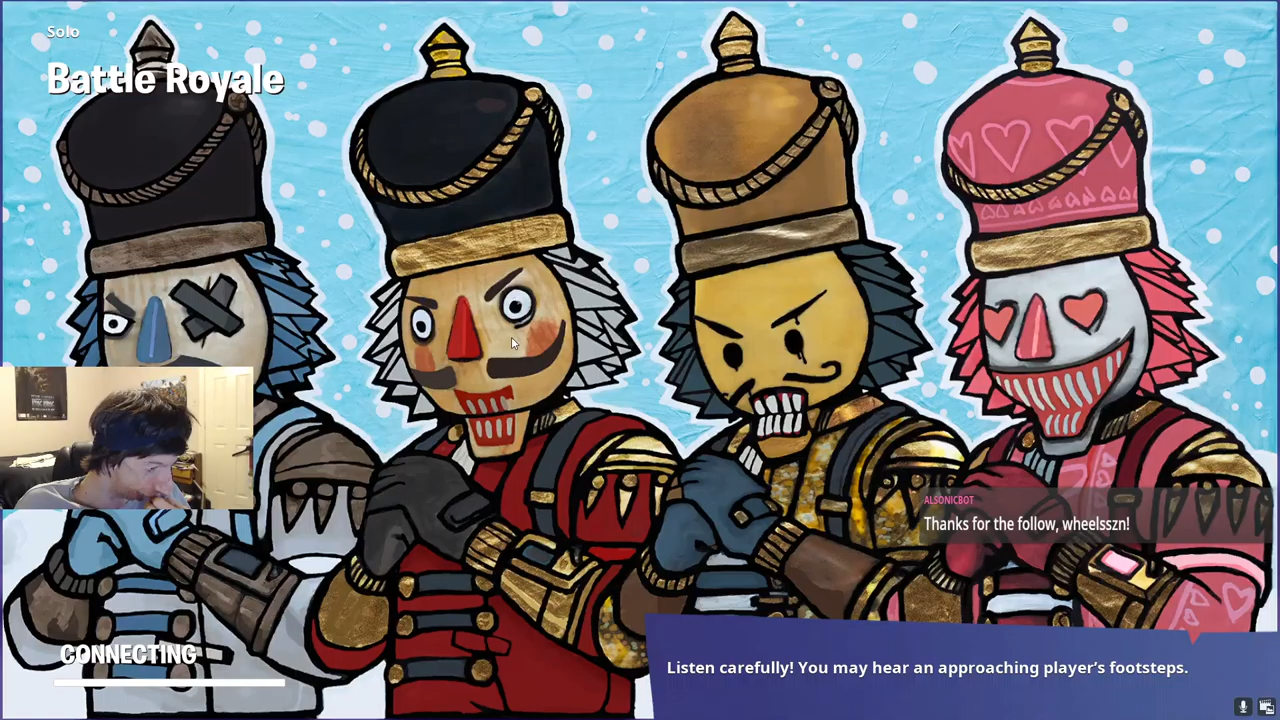 Solo
Battle Royale
ALSONICBOT
Thanks for the follow, wheelsszn!
CONNECTING
Listen carefully! You may hear an approaching player's footsteps.